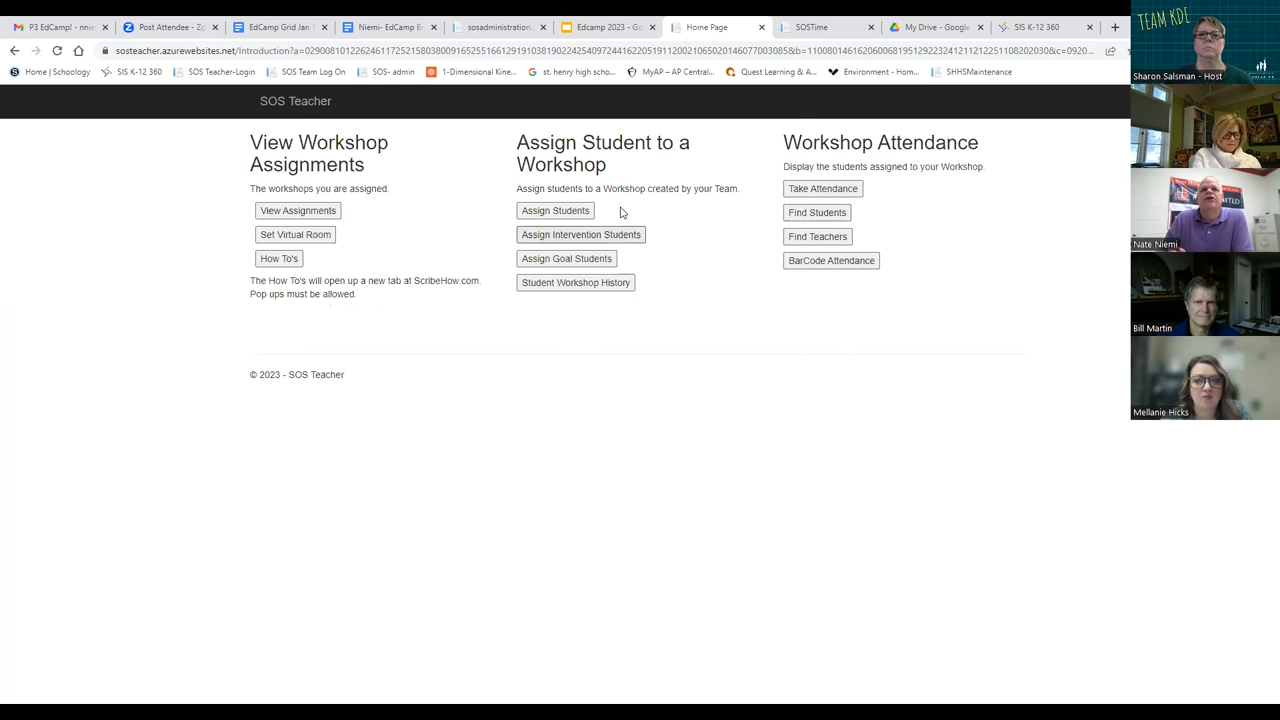 P3 EdCamp! - nnie
Post Attendee - Zo
EdCamp Grid Jan
Niemi- EdCamp B
sosadministration.
Edcamp 2023 - Go
Home Page
SOSTime
My Drive - Google
SIS K-12 360
sosteacher.azurewebsites.net/Introduction?a=
Home | Schoology
SIS K-12 360
SOS Teacher-Login
SOS Team Log On
SOS- admin
1-Dimensional Kine...
st. henry high scho...
MyAP – AP Central...
Quest Learning & A...
Environment - Hom...
SHHSMaintenance
SOS Teacher
View Workshop
Assignments
The workshops you are assigned.
View Assignments
Set Virtual Room
How To's
The How To's will open up a new tab at ScribeHow.com.
Pop ups must be allowed.
Assign Student to a
Workshop
Assign students to a Workshop created by your Team.
Assign Students
Assign Intervention Students
Assign Goal Students
Student Workshop History
Workshop Attendance
Display the students assigned to your Workshop.
Take Attendance
Find Students
Find Teachers
BarCode Attendance
© 2023 - SOS Teacher
TEAM KDE
Sharon Salsman - Host
Nate Niemi
Bill Martin
Mellanie Hicks